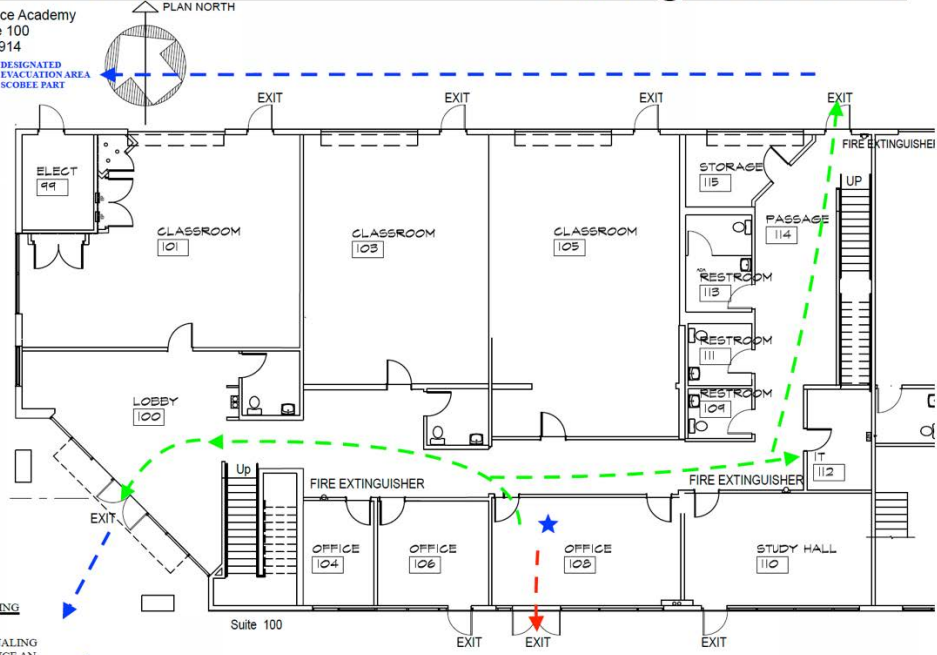 PLAN NORTH
ce Academy
100
914
DESIGNATED
EVACUATION AREA
SCOBEE PART
EXIT
EXIT
EXIT
EXIT
FIRE EXTINGUISHER
ELECT
99
STORAGE
115
UP
PASSAGE
114
CLASSROOM
101
CLASSROOM
103
CLASSROOM
105
RESTROOM
113
RESTROOM
111
RESTROOM
109
LOBBY
100
IT
112
Up
FIRE EXTINGUISHER
FIRE EXTINGUISHER
EXIT
OFFICE
104
OFFICE
106
OFFICE
108
STUDY HALL
110
ING
Suite 100
EXIT
EXIT
EXIT
ALING